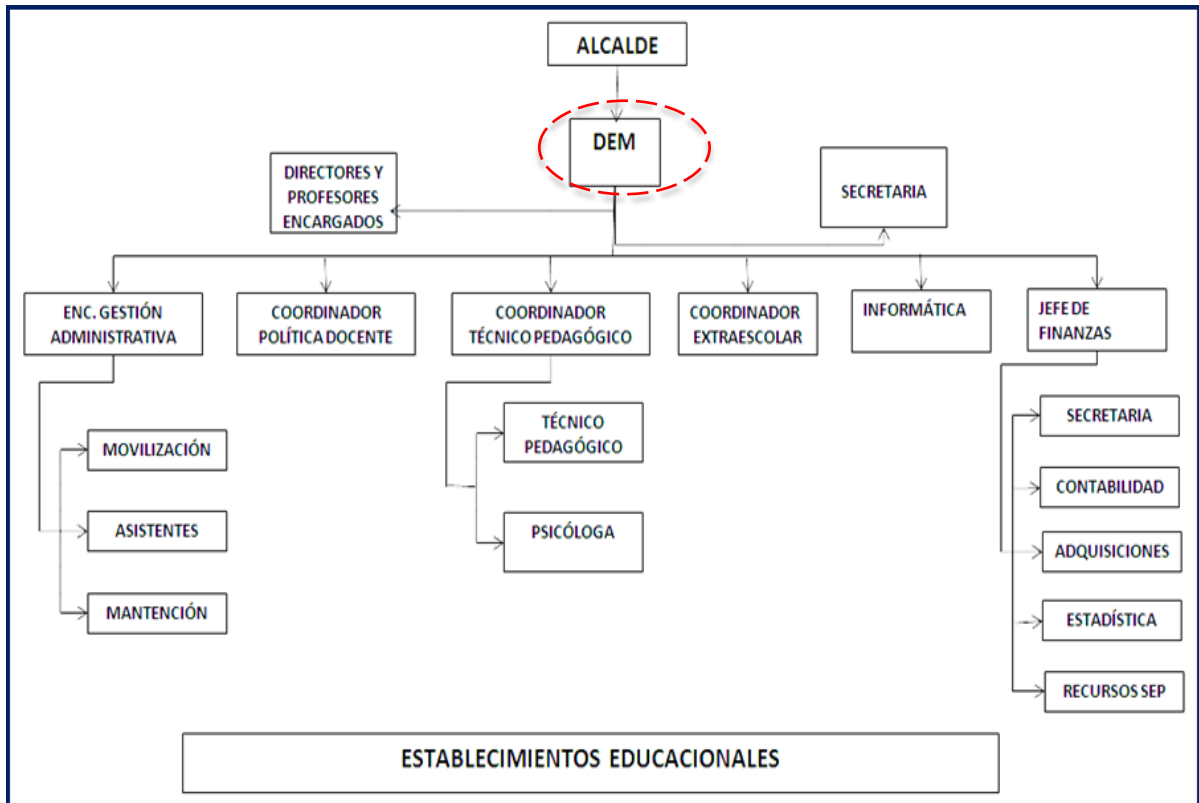 ALCALDE
DEM
DIRECTORES Y
PROFESORES
ENCARGADOS
SECRETARIA
ENC. GESTIÓN
ADMINISTRATIVA
COORDINADOR
POLÍTICA DOCENTE
COORDINADOR
TÉCNICO PEDAGÓGICO
COORDINADOR
EXTRAESCOLAR
INFORMÁTICA
JEFE DE
FINANZAS
MOVILIZACIÓN
ASISTENTES
MANTENCIÓN
TÉCNICO
PEDAGÓGICO
PSICÓLOGA
SECRETARIA
CONTABILIDAD
ADQUISICIONES
ESTADÍSTICA
RECURSOS SEP
ESTABLECIMIENTOS EDUCACIONALES